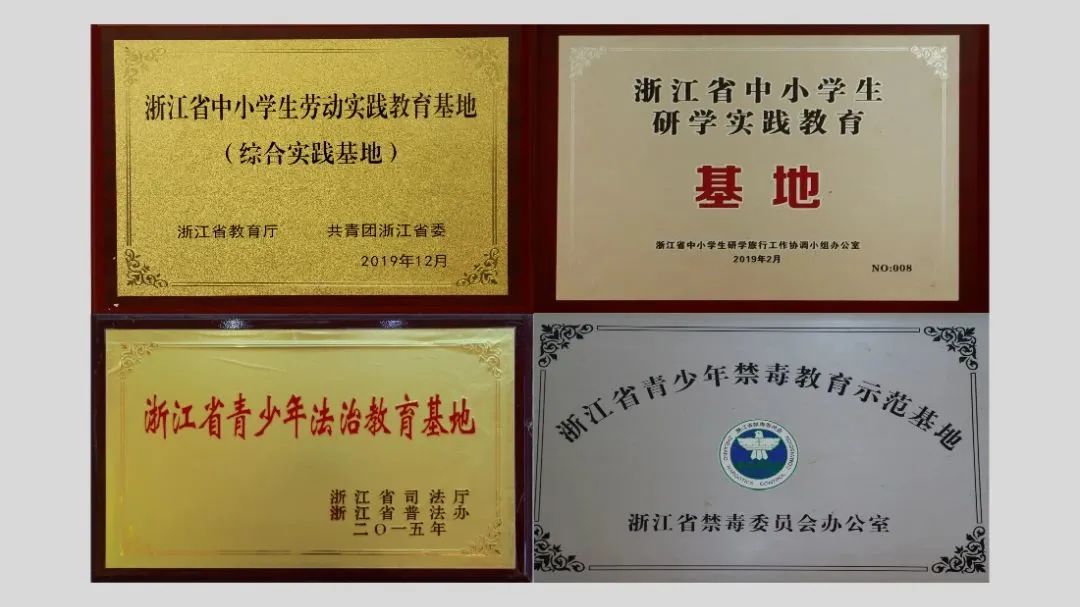 浙江省中小学生劳动实践教育基地
（综合实践基地）
浙江省教育厅 共青团浙江省委
2019年12月
浙江省中小学生
研学实践教育
基地
浙江省中小学生研学旅行工作协调小组办公室
2019年2月
NO:008
浙江省青少年法治教育基地
浙江省司法厅
浙江省普法办
二〇一五年
浙江省青少年禁毒教育示范基地
浙江省禁毒委员会办公室